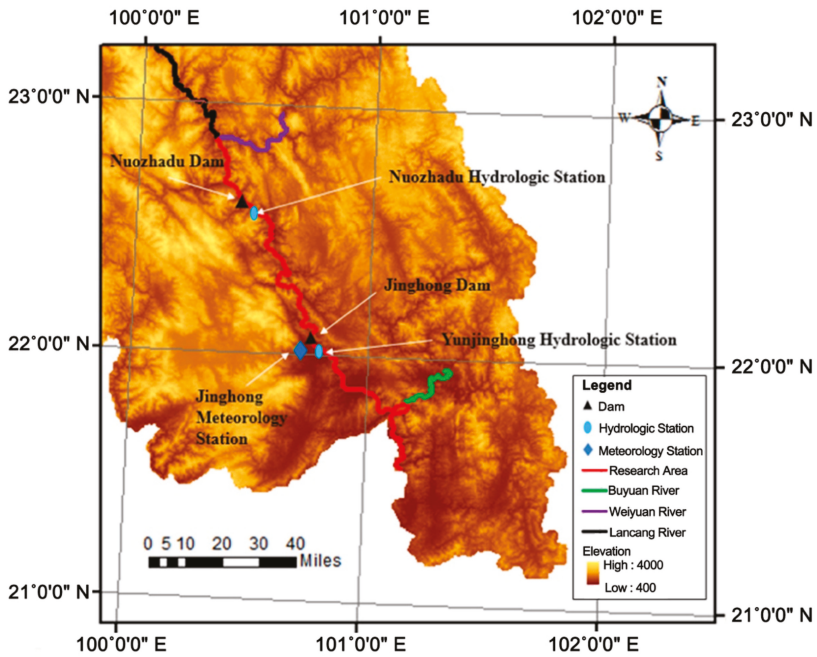 100˚0'0" E 101˚0'0" E 102˚0'0" E
23˚0'0" N
23˚0'0" N
N
W E
S
Nuozhadu Dam
Nuozhadu Hydrologic Station
Jinghong Dam
22˚0'0" N
Yunjinghong Hydrologic Station
22˚0'0" N
Jinghong
Meteorology
Station
Legend
Dam
Hydrologic Station
Meteorology Station
Research Area
Buyuan River
Weiyuan River
Lancang River
Elevation
High : 4000
Low : 400
0 5 10 20 30 40
Miles
21˚0'0" N
21˚0'0" N
100˚0'0" E 101˚0'0" E 102˚0'0" E